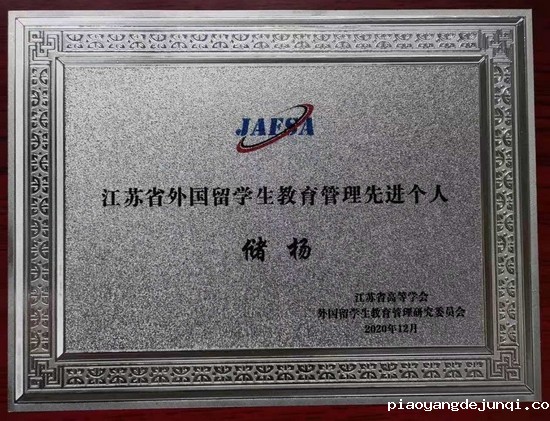 JAFSA
江苏省外国留学生教育管理先进个人
储 杨
江苏省高等学会
外国留学生教育管理研究委员会
2020年12月
piaoyangdejunqi.co